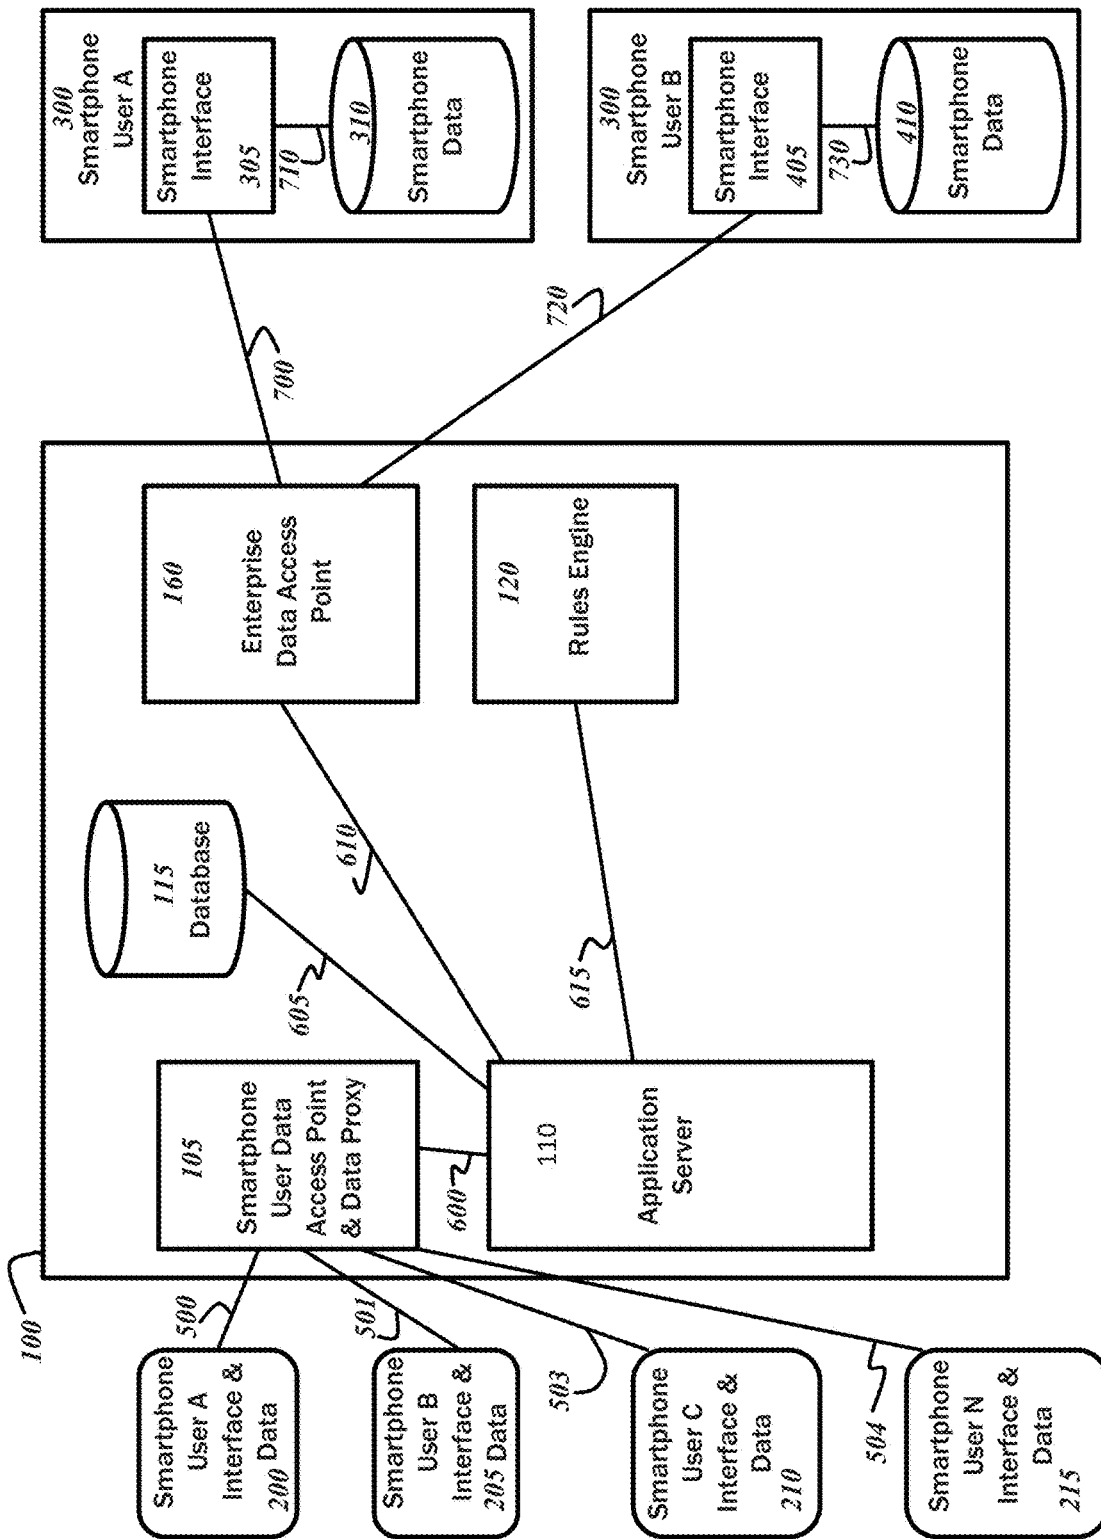 100
Smartphone
User A
Interface &
Data
200
500
Smartphone
User B
Interface &
205 Data
501
Smartphone
User C
Interface &
Data
210
503
Smartphone
User N
Interface &
Data
215
504
105
Smartphone
User Data
Access Point
& Data Proxy
600
110
Application
Server
605
115
Database
610
615
160
Enterprise
Data Access
Point
120
Rules Engine
700
720
300
Smartphone
User A
Smartphone
Interface
305
710
310
Smartphone
Data
300
Smartphone
User B
Smartphone
Interface
405
730
410
Smartphone
Data